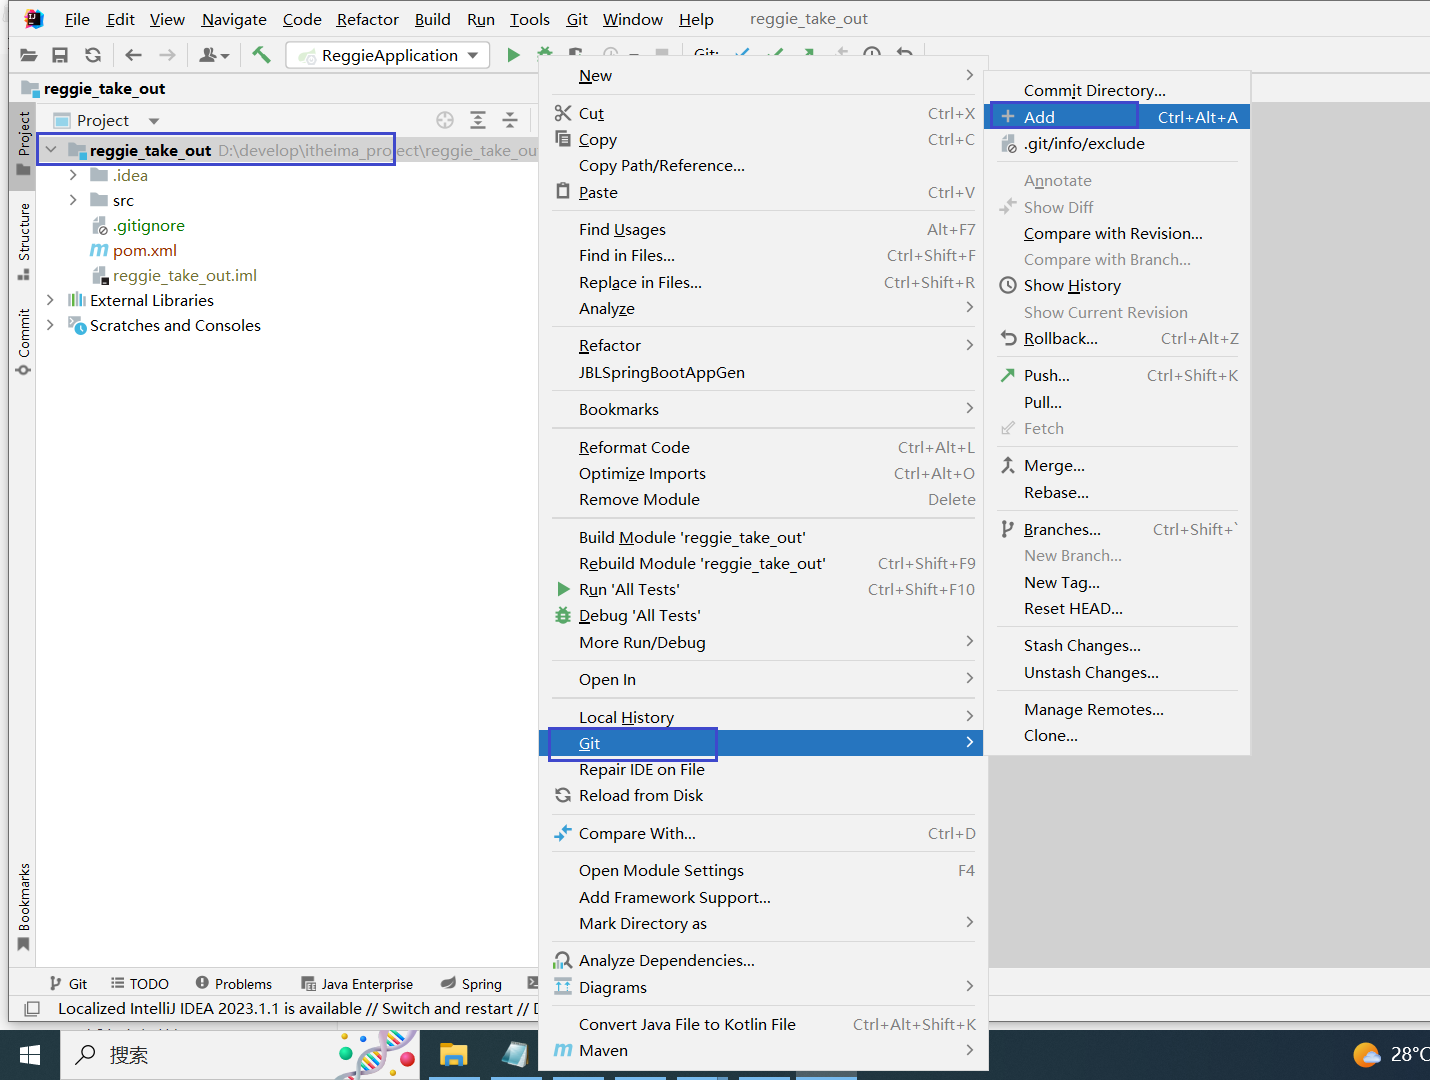 File Edit View Navigate Code Refactor Build Run Tools Git Window Help reggie_take_out
ReggieApplication Git:
reggie_take_out
Project
reggie_take_out D:\develop\itheima_project\reggie_take_ou
.idea
src
.gitignore
pom.xml
reggie_take_out.iml
External Libraries
Scratches and Consoles
Project
Structure
Commit
Bookmarks
New
Cut Ctrl+X
Copy Ctrl+C
Copy Path/Reference...
Paste Ctrl+V
Find Usages Alt+F7
Find in Files... Ctrl+Shift+F
Replace in Files... Ctrl+Shift+R
Analyze
Refactor
JBLSpringBootAppGen
Bookmarks
Reformat Code Ctrl+Alt+L
Optimize Imports Ctrl+Alt+O
Remove Module Delete
Build Module 'reggie_take_out'
Rebuild Module 'reggie_take_out' Ctrl+Shift+F9
Run 'All Tests' Ctrl+Shift+F10
Debug 'All Tests'
More Run/Debug
Open In
Local History
Git
Repair IDE on File
Reload from Disk
Compare With... Ctrl+D
Open Module Settings F4
Add Framework Support...
Mark Directory as
Analyze Dependencies...
Diagrams
Convert Java File to Kotlin File Ctrl+Alt+Shift+K
Maven
Commit Directory...
Add Ctrl+Alt+A
.git/info/exclude
Annotate
Show Diff
Compare with Revision...
Compare with Branch...
Show History
Show Current Revision
Rollback... Ctrl+Alt+Z
Push... Ctrl+Shift+K
Pull...
Fetch
Merge...
Rebase...
Branches... Ctrl+Shift+`
New Branch...
New Tag...
Reset HEAD...
Stash Changes...
Unstash Changes...
Manage Remotes...
Clone...
Git TODO Problems Java Enterprise Spring
Localized IntelliJ IDEA 2023.1.1 is available // Switch and restart // D
搜索
28°C